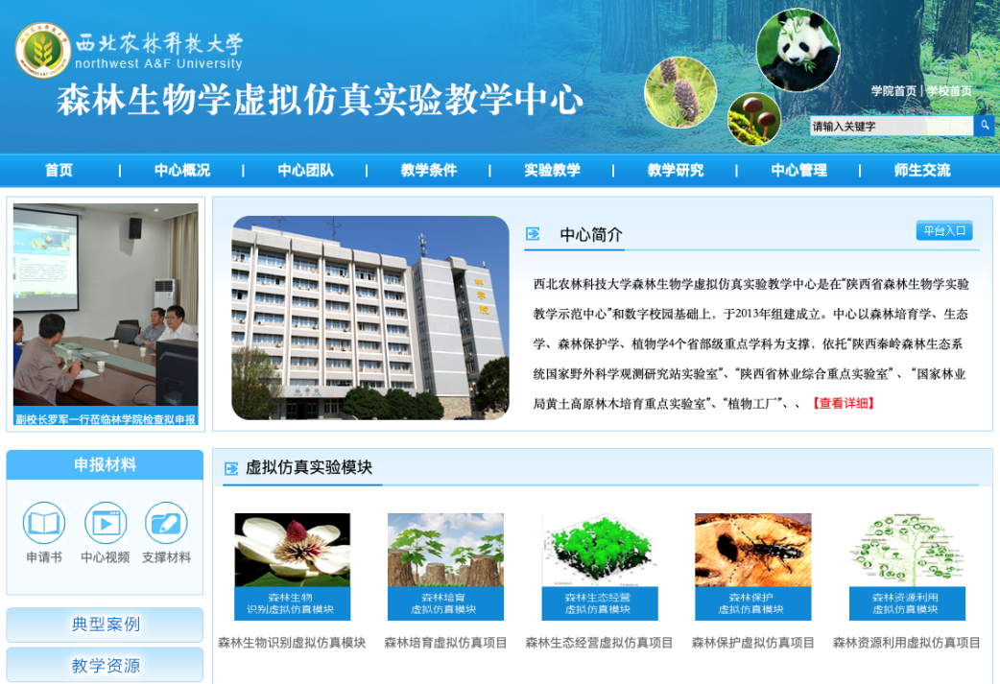 西北农林科技大学
northwest A&F University
森林生物学虚拟仿真实验教学中心
学院首页 | 学校首页
请输入关键字
首页 | 中心概况 | 中心团队 | 教学条件 | 实验教学 | 教学研究 | 中心管理 | 师生交流
副校长罗军一行莅临林学院检查拟申报
中心简介
平台入口
西北农林科技大学森林生物学虚拟仿真实验教学中心是在“陕西省森林生物学实验
教学示范中心”和数字校园基础上，于2013年组建成立。中心以森林培育学、生态
学、森林保护学、植物学4个省部级重点学科为支撑，依托“陕西秦岭森林生态系
统国家野外科学观测研究站实验室”、“陕西省林业综合重点实验室” 、 “国家林业
局黄土高原林木培育重点实验室”、“植物工厂”、、 【查看详细】
申报材料
申请书 中心视频 支撑材料
典型案例
教学资源
虚拟仿真实验模块
森林生物
识别虚拟仿真模块
森林培育
虚拟仿真模块
森林生态经营
虚拟仿真模块
森林保护
虚拟仿真模块
森林资源利用
虚拟仿真模块
森林生物识别虚拟仿真模块 森林培育虚拟仿真项目 森林生态经营虚拟仿真项目 森林保护虚拟仿真项目 森林资源利用虚拟仿真项目